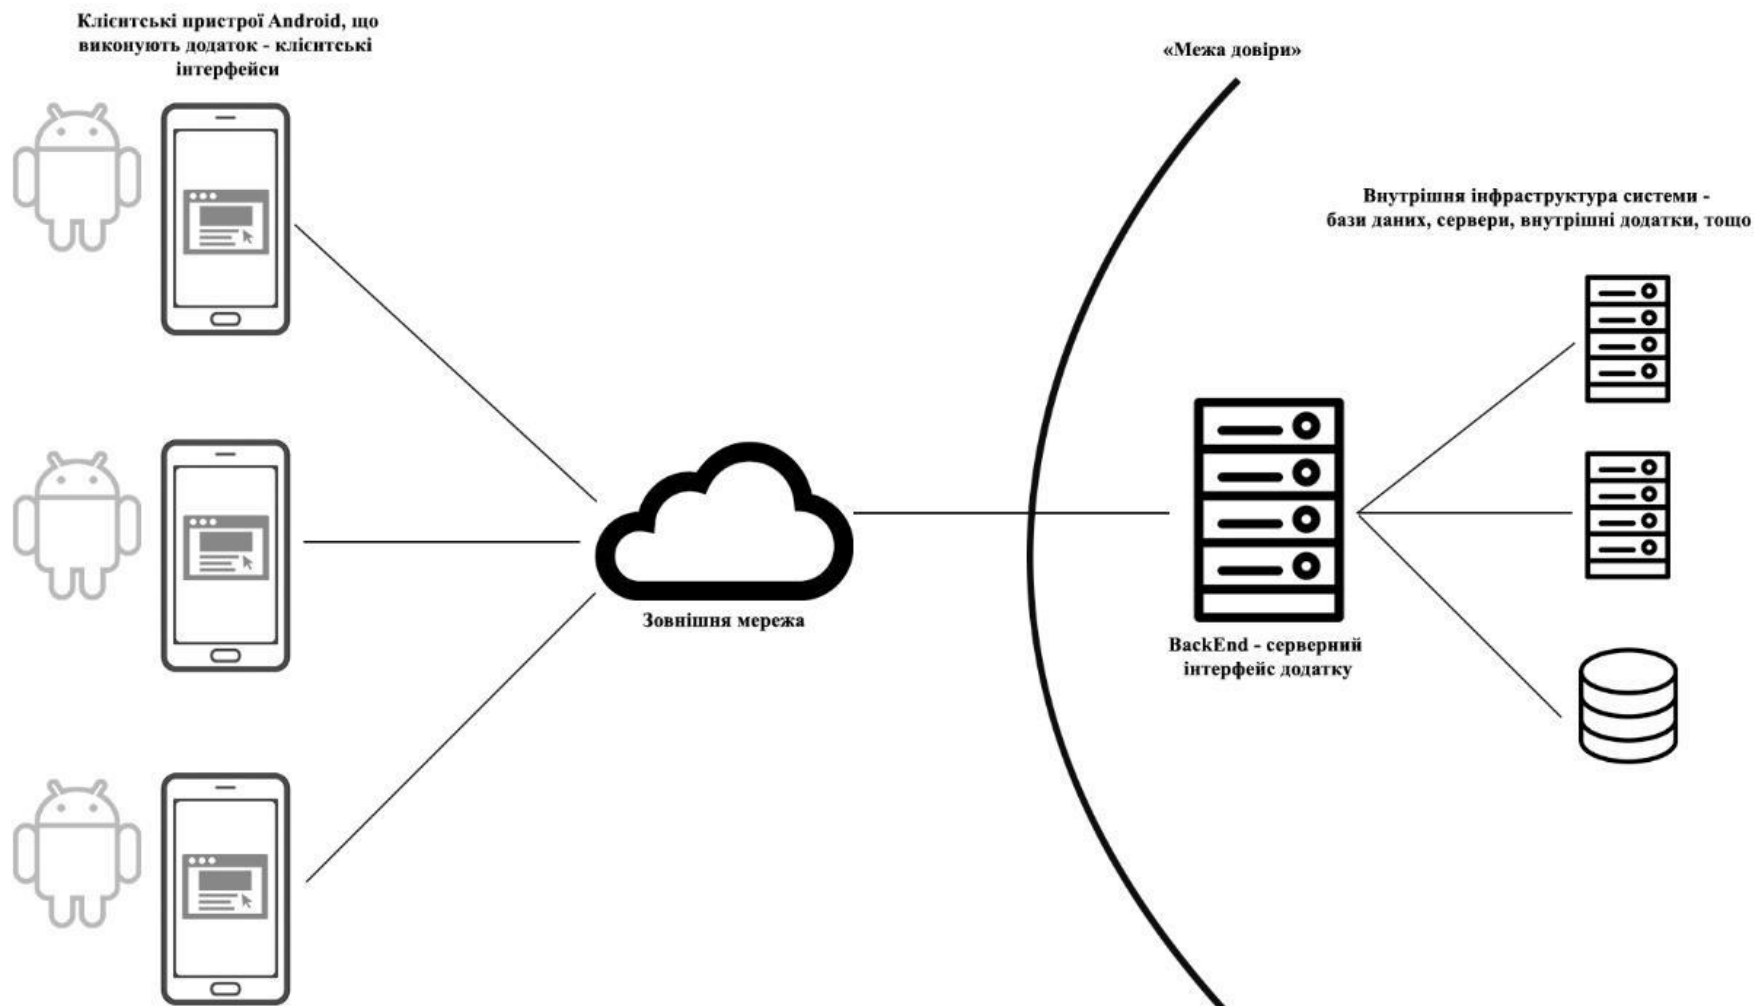 Клієнтські пристрої Android, що
виконують додаток - клієнтські
інтерфейси
«Межа довіри»
Внутрішня інфраструктура системи -
бази даних, сервери, внутрішні додатки, тощо
Зовнішня мережа
BackEnd - серверний
інтерфейс додатку